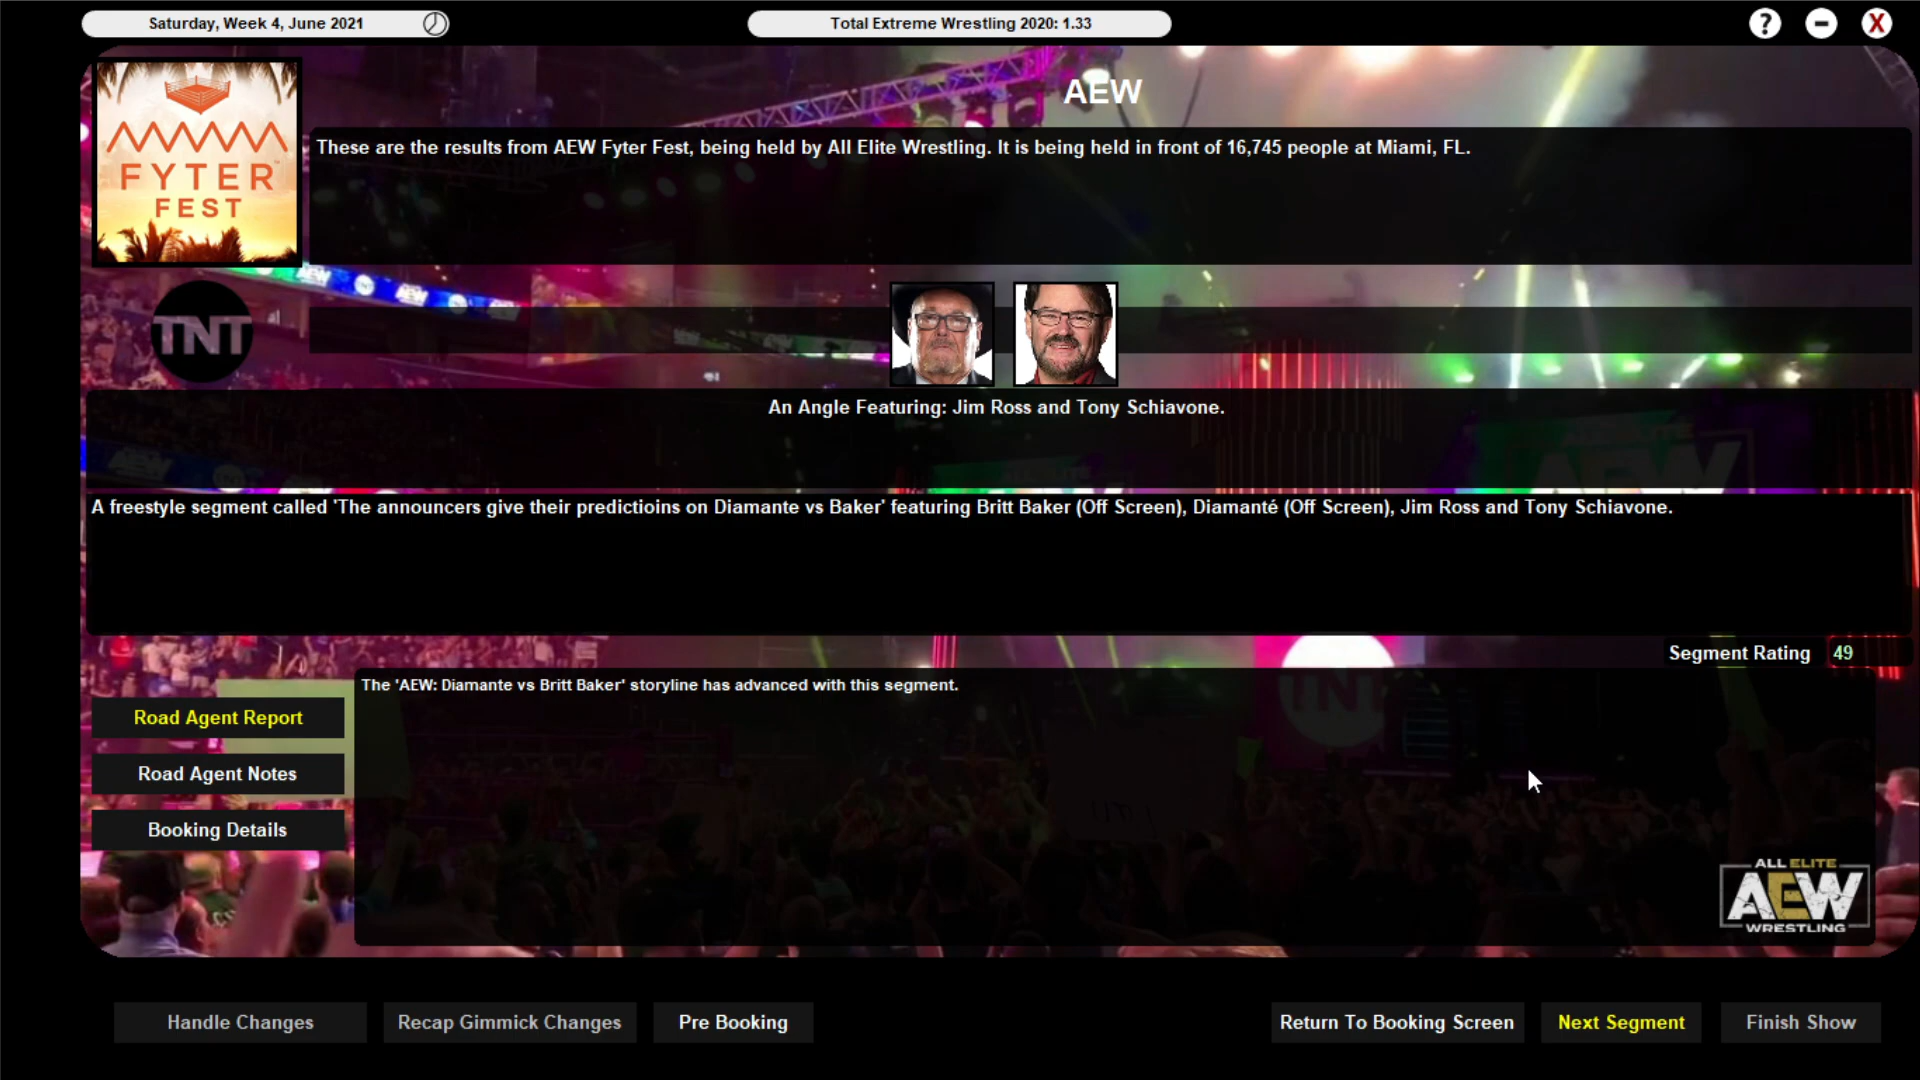 Saturday, Week 4, June 2021
Total Extreme Wrestling 2020: 1.33
?
X
AEW
FYTER
FEST
These are the results from AEW Fyter Fest, being held by All Elite Wrestling. It is being held in front of 16,745 people at Miami, FL.
TNT
An Angle Featuring: Jim Ross and Tony Schiavone.
A freestyle segment called 'The announcers give their predictioins on Diamante vs Baker' featuring Britt Baker (Off Screen), Diamanté (Off Screen), Jim Ross and Tony Schiavone.
Segment Rating 49
The 'AEW: Diamante vs Britt Baker' storyline has advanced with this segment.
Road Agent Report
Road Agent Notes
Booking Details
ALL ELITE
AEW
WRESTLING
Handle Changes
Recap Gimmick Changes
Pre Booking
Return To Booking Screen
Next Segment
Finish Show